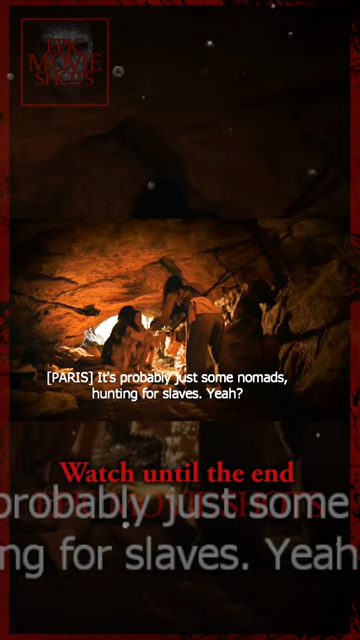 EPIC
MOVIE
SHOTS
[PARIS] It's probably just some nomads,
hunting for slaves. Yeah?
Watch until the end
probably just some
ng for slaves. Yeah